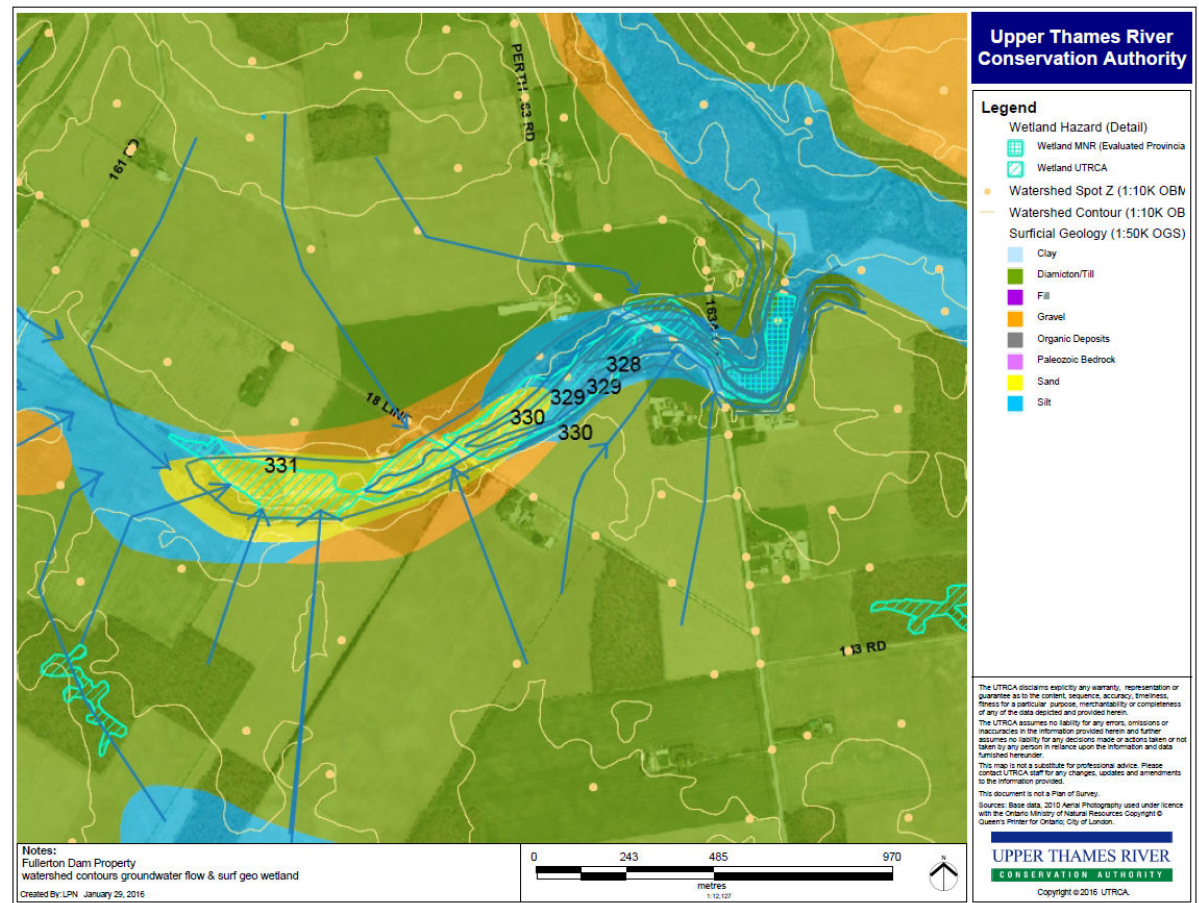 Upper Thames River
Conservation Authority
PERTH 163 RD
161 RD
163A
18 LINE
328
329
329
330
330
331
RD
Legend
Wetland Hazard (Detail)
Wetland MNR (Evaluated Provincia
Wetland UTRCA
Watershed Spot Z (1:10K OBM
Watershed Contour (1:10K OB
Surficial Geology (1:50K OGS)
Clay
Diamicton/Till
Fill
Gravel
Organic Deposits
Paleozoic Bedrock
Sand
Silt
The UTRCA disclaims explicitly any warranty, representation or
guarantee as to the content, sequence, accuracy, timeliness,
fitness for a particular purpose, merchantability or completeness
of any of the data depicted and provided herein.
The UTRCA assumes no liability for any errors, omissions or
inaccuracies in the information provided herein and further
assumes no liability for any decisions made or actions taken or not
taken by any person in reliance upon the information and data
furnished hereunder.
This map is not a substitute for professional advice. Please
contact UTRCA staff for any changes, updates and amendments
to the information provided.
This document is not a Plan of Survey.
Sources: Base data, 2010 Aerial Photography used under licence
with the Ontario Ministry of Natural Resources Copyright ©
Queen's Printer for Ontario; City of London.
UPPER THAMES RIVER
CONSERVATION AUTHORITY
Copyright © 2016 UTRCA.
Notes:
Fullerton Dam Property
watershed contours groundwater flow & surf geo wetland
Created By: LPN January 29, 2016
0 243 485 970
metres
1:12,127
N